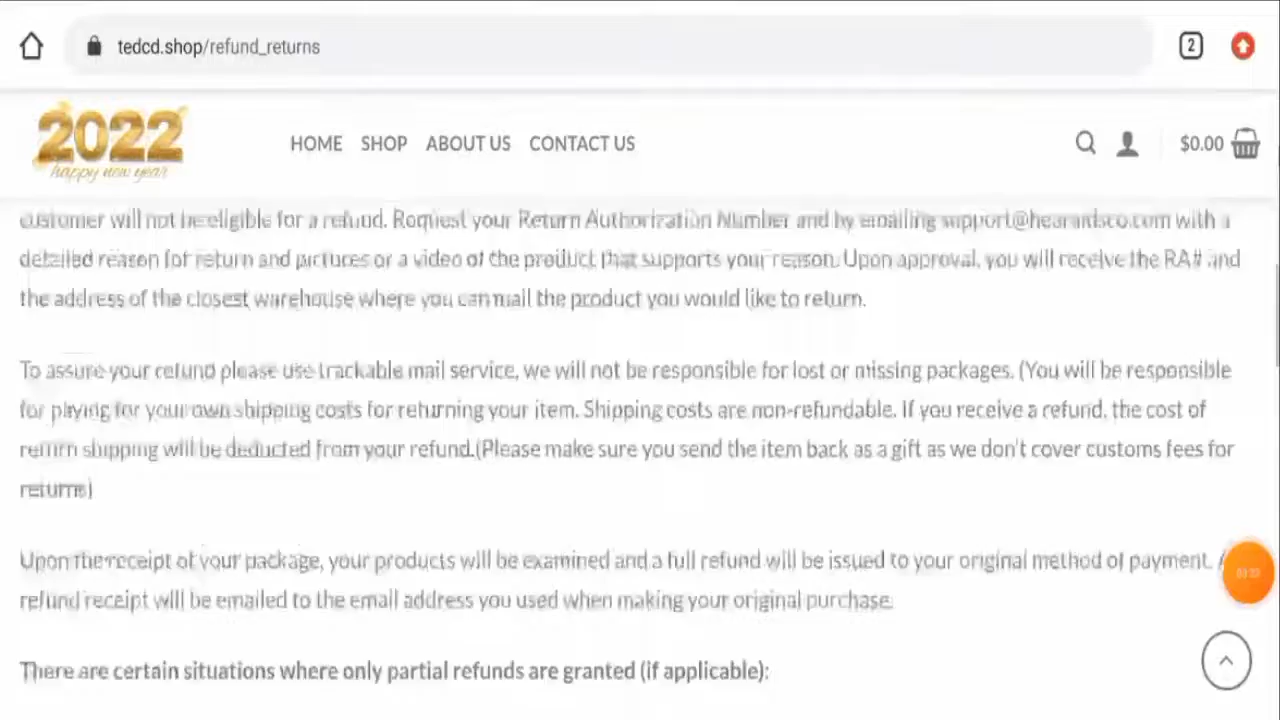 tedcd.shop/refund_returns
2
2022
happy new year
HOME SHOP ABOUT US CONTACT US
$0.00
customer will not be eligible for a refund. Request your Return Authorization Number and by emailing with a
detailed reason for return and pictures or a video of the product that supports your reason. Upon approval, you will receive the RA# and
the address of the closest warehouse where you can mail the product you would like to return.
To assure your refund please use trackable mail service, we will not be responsible for lost or missing packages. (You will be responsible
for paying for your own shipping costs for returning your item. Shipping costs are non-refundable. If you receive a refund, the cost of
return shipping will be deducted from your refund.(Please make sure you send the item back as a gift as we don't cover customs fees for
returns)
Upon the receipt of your package, your products will be examined and a full refund will be issued to your original method of payment.
refund receipt will be emailed to the email address you used when making your original purchase.
There are certain situations where only partial refunds are granted (if applicable):